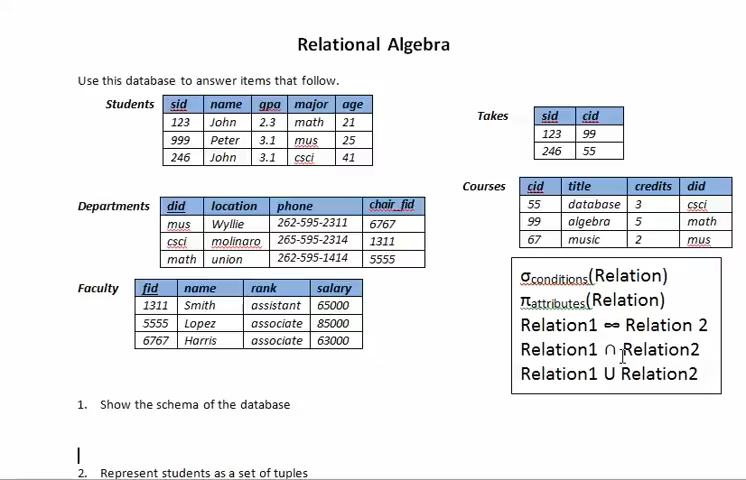 Relational Algebra
Use this database to answer items that follow.
Students
sid name gpa major age
123 John 2.3 math 21
999 Peter 3.1 mus 25
246 John 3.1 csci 41
Takes
sid cid
123 99
246 55
Courses
cid title credits did
55 database 3 csci
99 algebra 5 math
67 music 2 mus
Departments
did location phone chair_fid
mus Wyllie 262-595-2311 6767
csci molinaro 265-595-2314 1311
math union 262-595-1414 5555
Faculty
fid name rank salary
1311 Smith assistant 65000
5555 Lopez associate 85000
6767 Harris associate 63000
σconditions(Relation)
πattributes(Relation)
Relation1 ∞ Relation 2
Relation1 ∩ Relation2
Relation1 U Relation2
1. Show the schema of the database
2. Represent students as a set of tuples